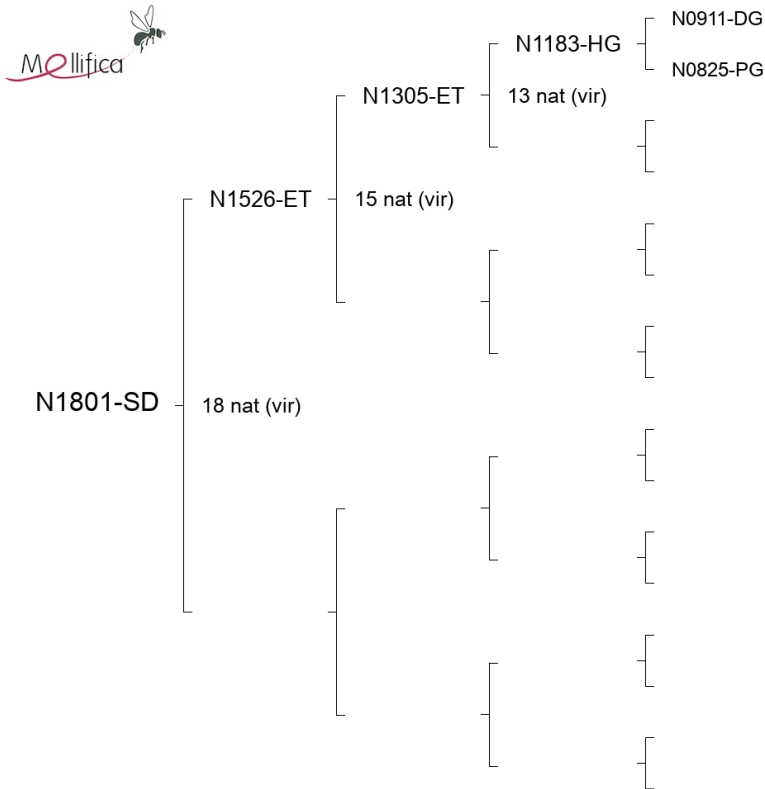 Mellifica
N0911-DG
N1183-HG
N0825-PG
N1305-ET
13 nat (vir)
N1526-ET
15 nat (vir)
N1801-SD
18 nat (vir)